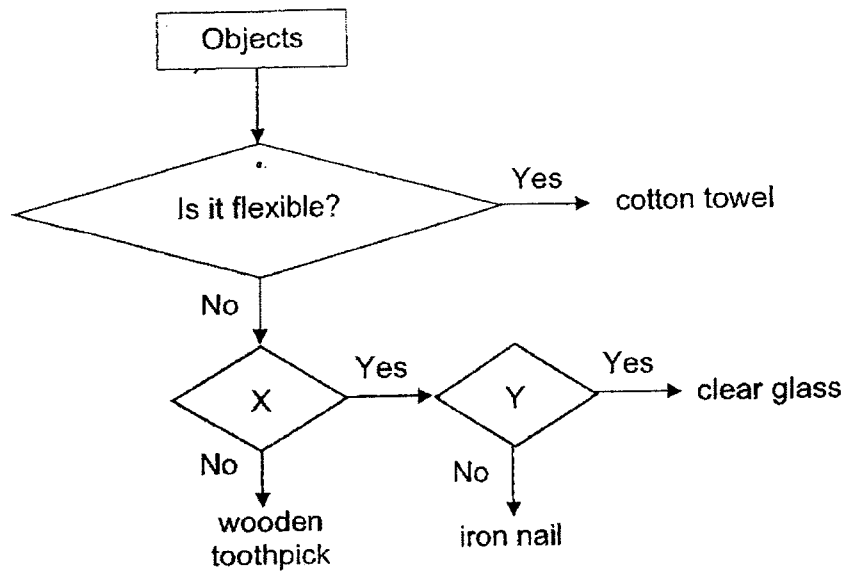 Objects
Is it flexible?
Yes
cotton towel
No
X
Yes
Y
Yes
clear glass
No
wooden
toothpick
No
iron nail